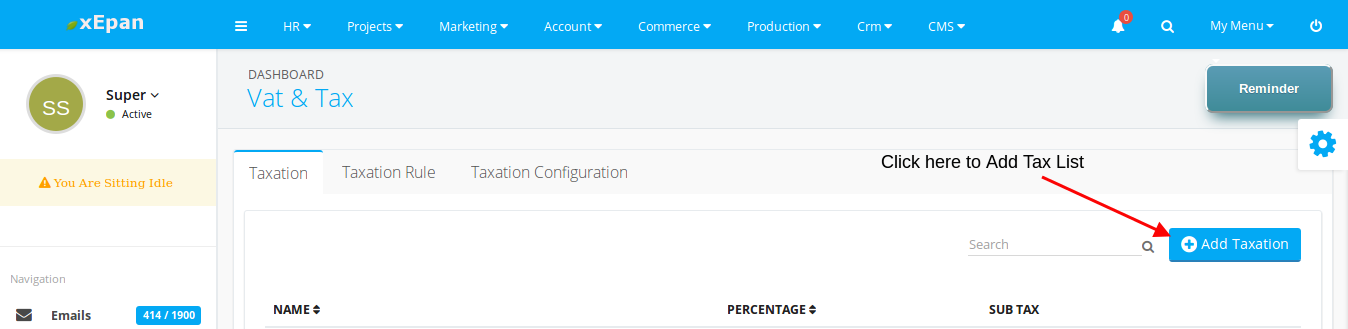 xEpan
HR Projects Marketing Account Commerce Production Crm CMS
0
My Menu
SS
Super
Active
You Are Sitting Idle
Navigation
Emails 414 / 1900
DASHBOARD
Vat & Tax
Reminder
Taxation Taxation Rule Taxation Configuration
Click here to Add Tax List
Search
Add Taxation
NAME PERCENTAGE SUB TAX